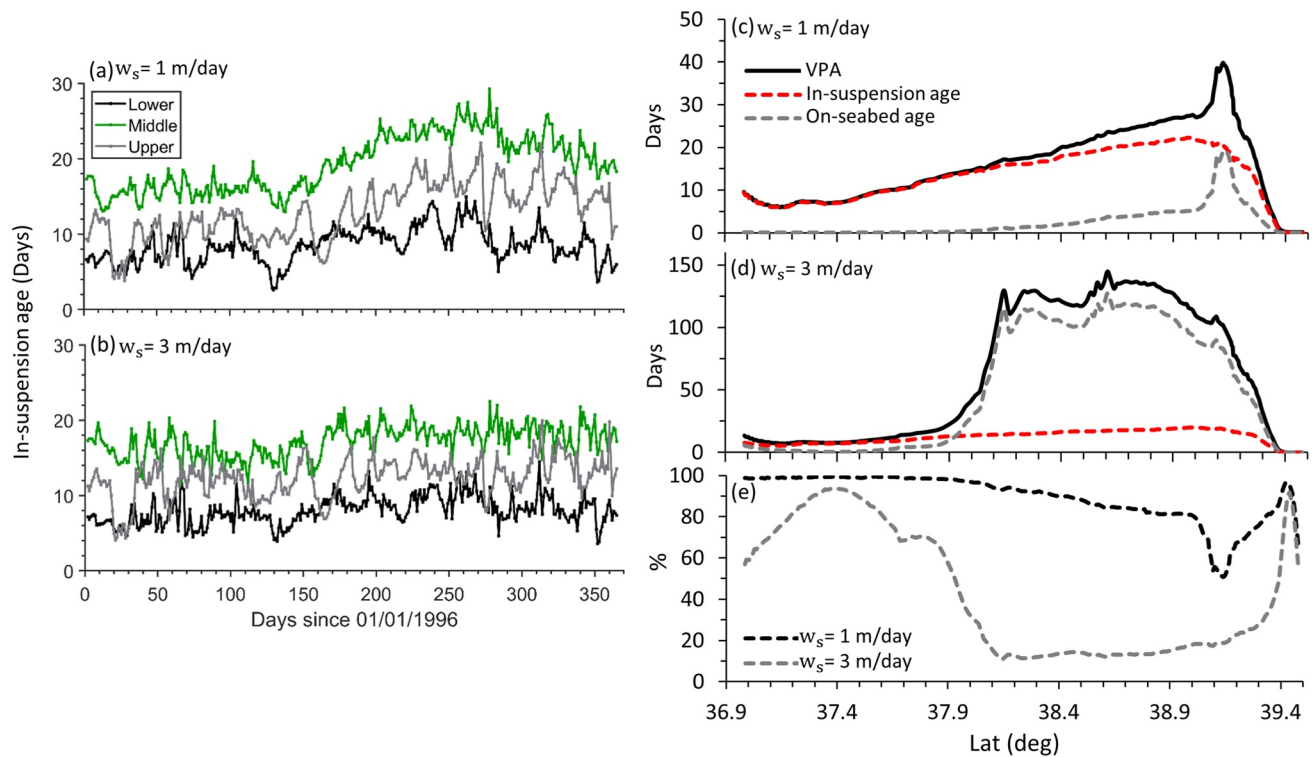 (a) wₛ= 1 m/day
30
20
10
0
Lower
Middle
Upper
In-suspension age (Days)
(b) wₛ= 3 m/day
30
20
10
0
0 50 100 150 200 250 300 350
Days since 01/01/1996
(c) wₛ= 1 m/day
50
40
30
20
10
0
Days
VPA
In-suspension age
On-seabed age
(d) wₛ= 3 m/day
150
100
50
0
Days
(e)
100
80
60
40
20
0
%
wₛ= 1 m/day
wₛ= 3 m/day
36.9 37.4 37.9 38.4 38.9 39.4
Lat (deg)